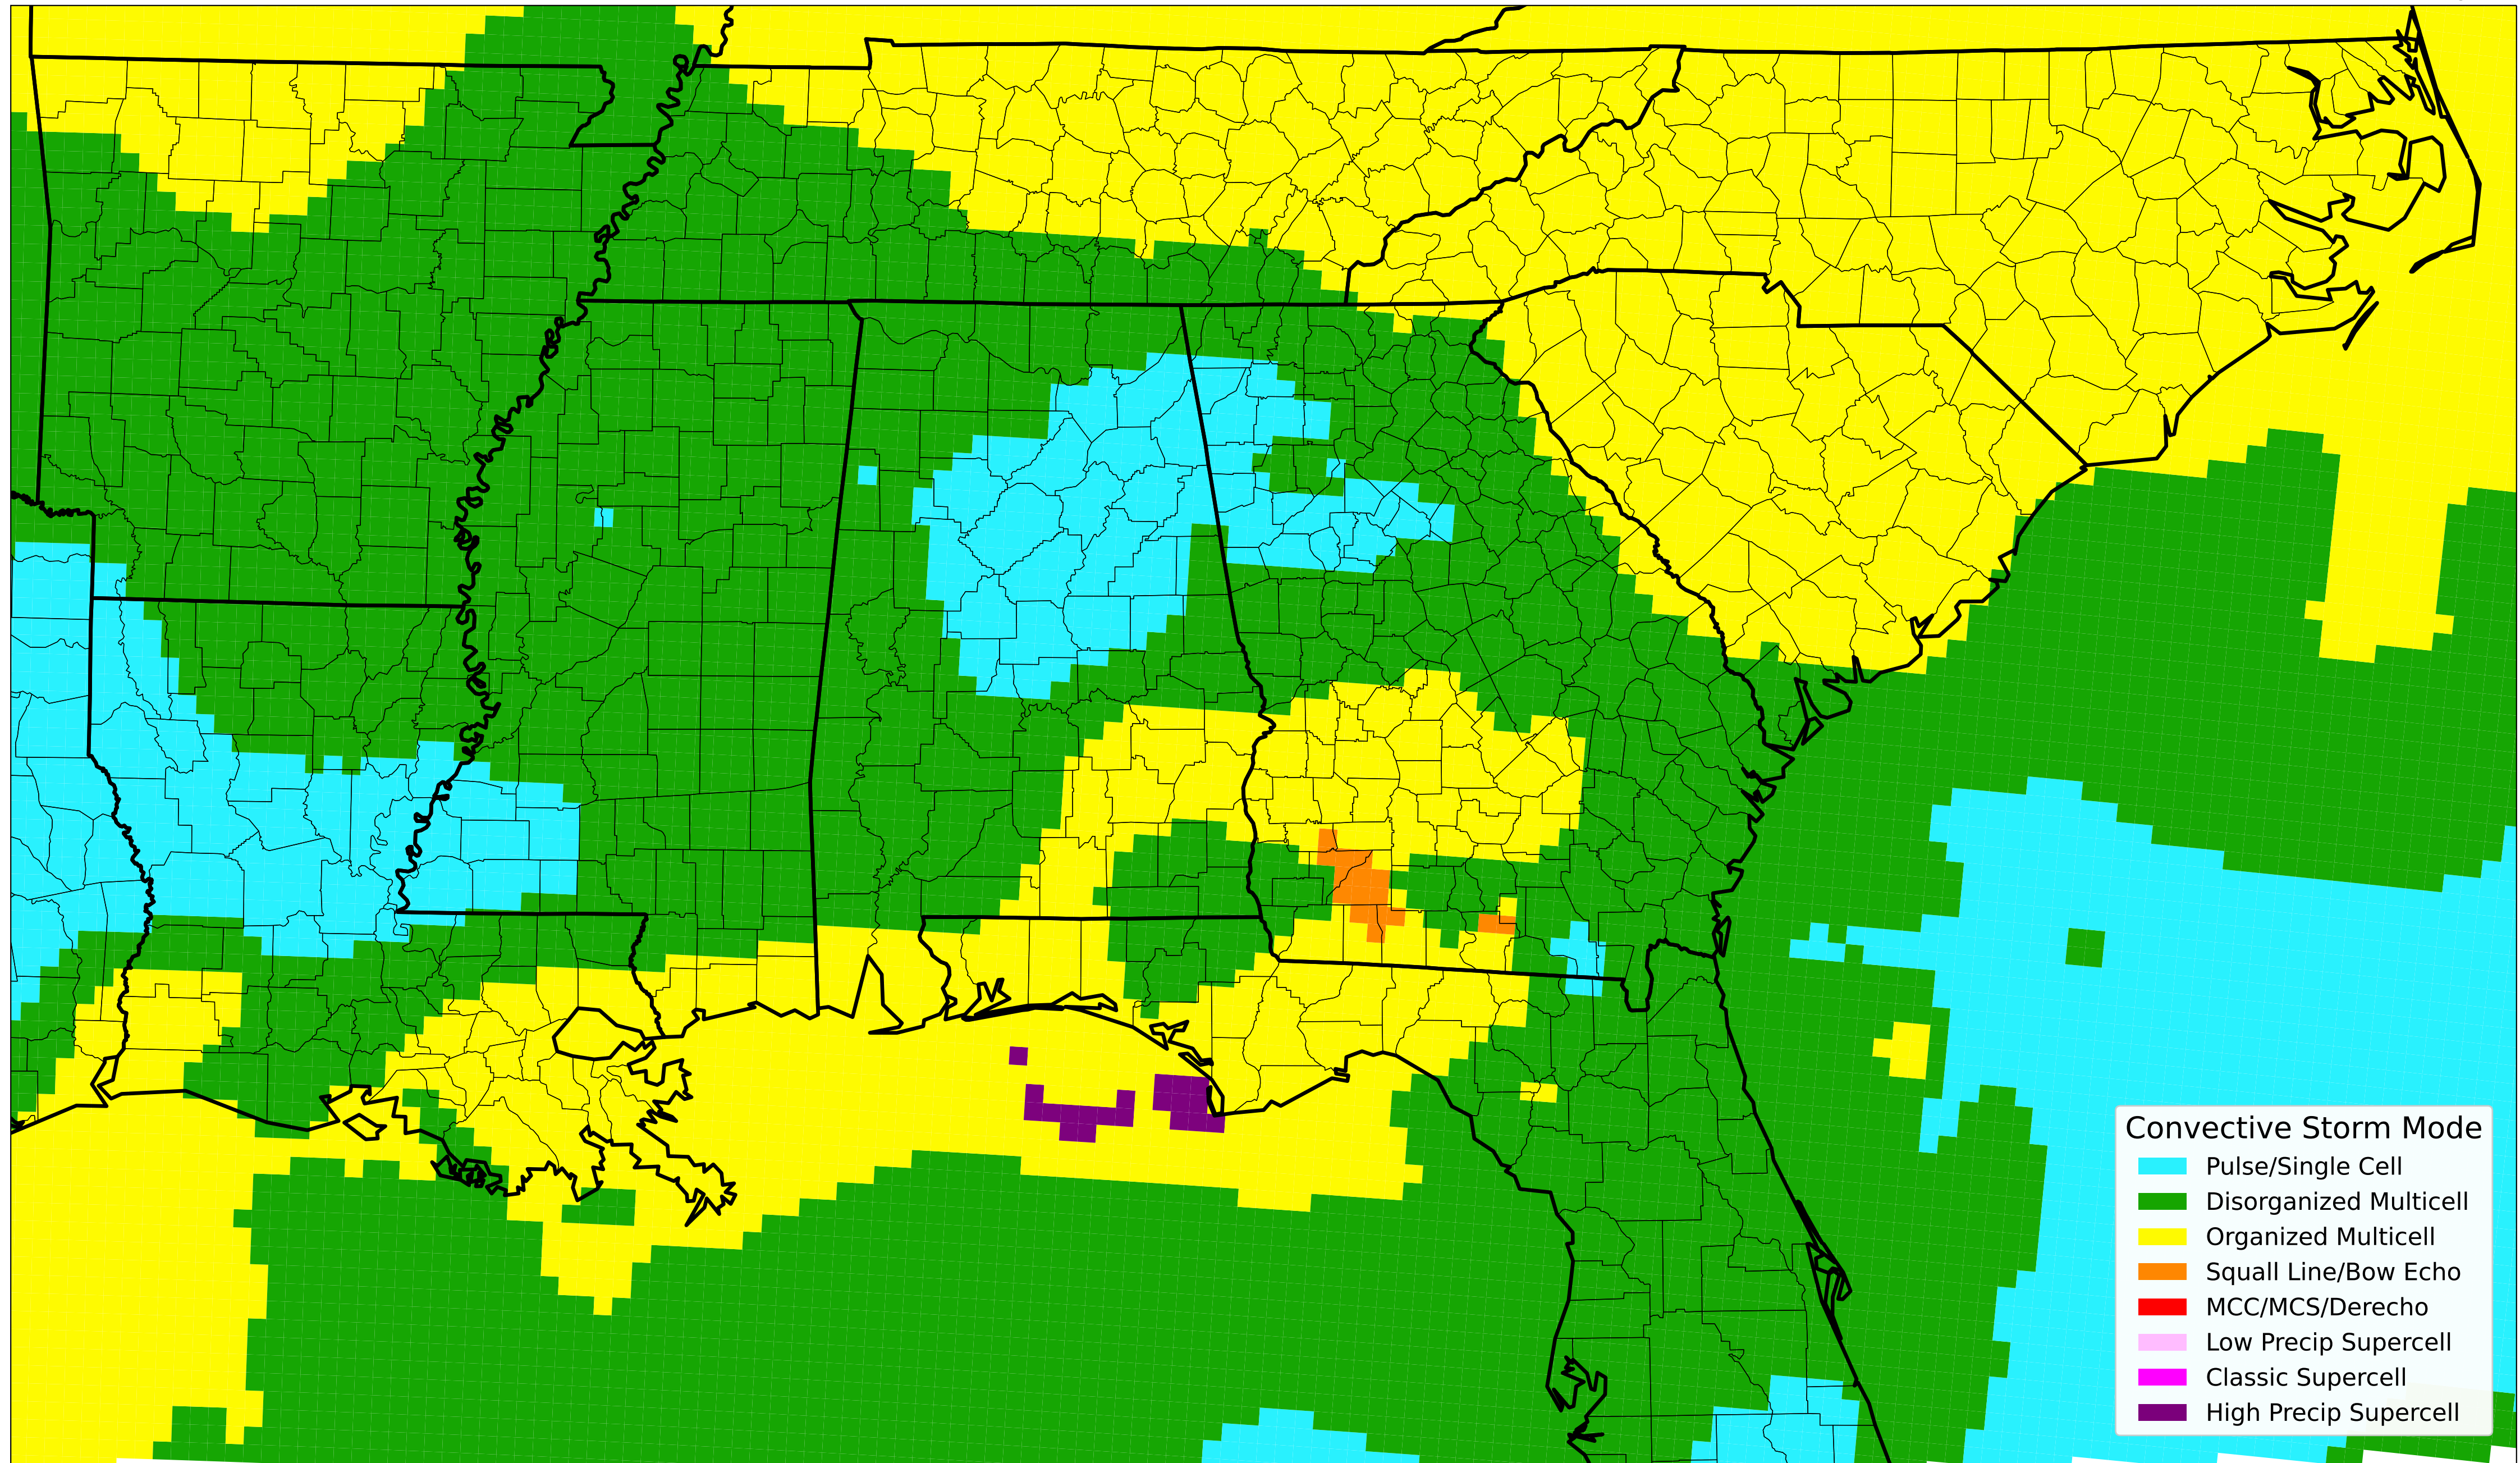 Convective Storm Mode
Pulse/Single Cell
Disorganized Multicell
Organized Multicell
Squall Line/Bow Echo
MCC/MCS/Derecho
Low Precip Supercell
Classic Supercell
High Precip Supercell